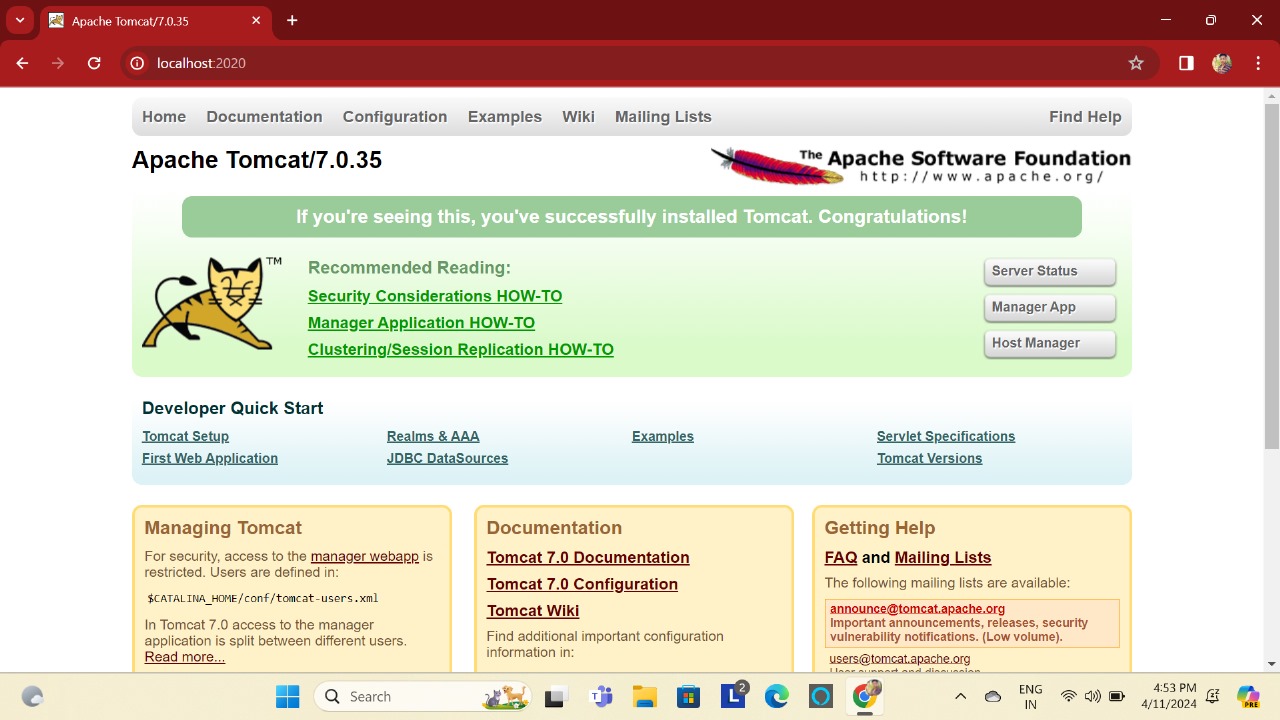 Apache Tomcat/7.0.35
localhost:2020
Home Documentation Configuration Examples Wiki Mailing Lists Find Help
Apache Tomcat/7.0.35
The Apache Software Foundation
http://www.apache.org/
If you're seeing this, you've successfully installed Tomcat. Congratulations!
TM
Recommended Reading:
Security Considerations HOW-TO
Manager Application HOW-TO
Clustering/Session Replication HOW-TO
Server Status
Manager App
Host Manager
Developer Quick Start
Tomcat Setup
First Web Application
Realms & AAA
JDBC DataSources
Examples
Servlet Specifications
Tomcat Versions
Managing Tomcat
For security, access to the manager webapp is
restricted. Users are defined in:
$CATALINA_HOME/conf/tomcat-users.xml
In Tomcat 7.0 access to the manager
application is split between different users.
Read more...
Documentation
Tomcat 7.0 Documentation
Tomcat 7.0 Configuration
Tomcat Wiki
Find additional important configuration
information in:
Getting Help
FAQ and Mailing Lists
The following mailing lists are available:
announce@tomcat.apache.org
Important announcements, releases, security
vulnerability notifications. (Low volume).
users@tomcat.apache.org
User support and discussion
Search
L
2
ENG
IN
4:53 PM
4/11/2024
PRE